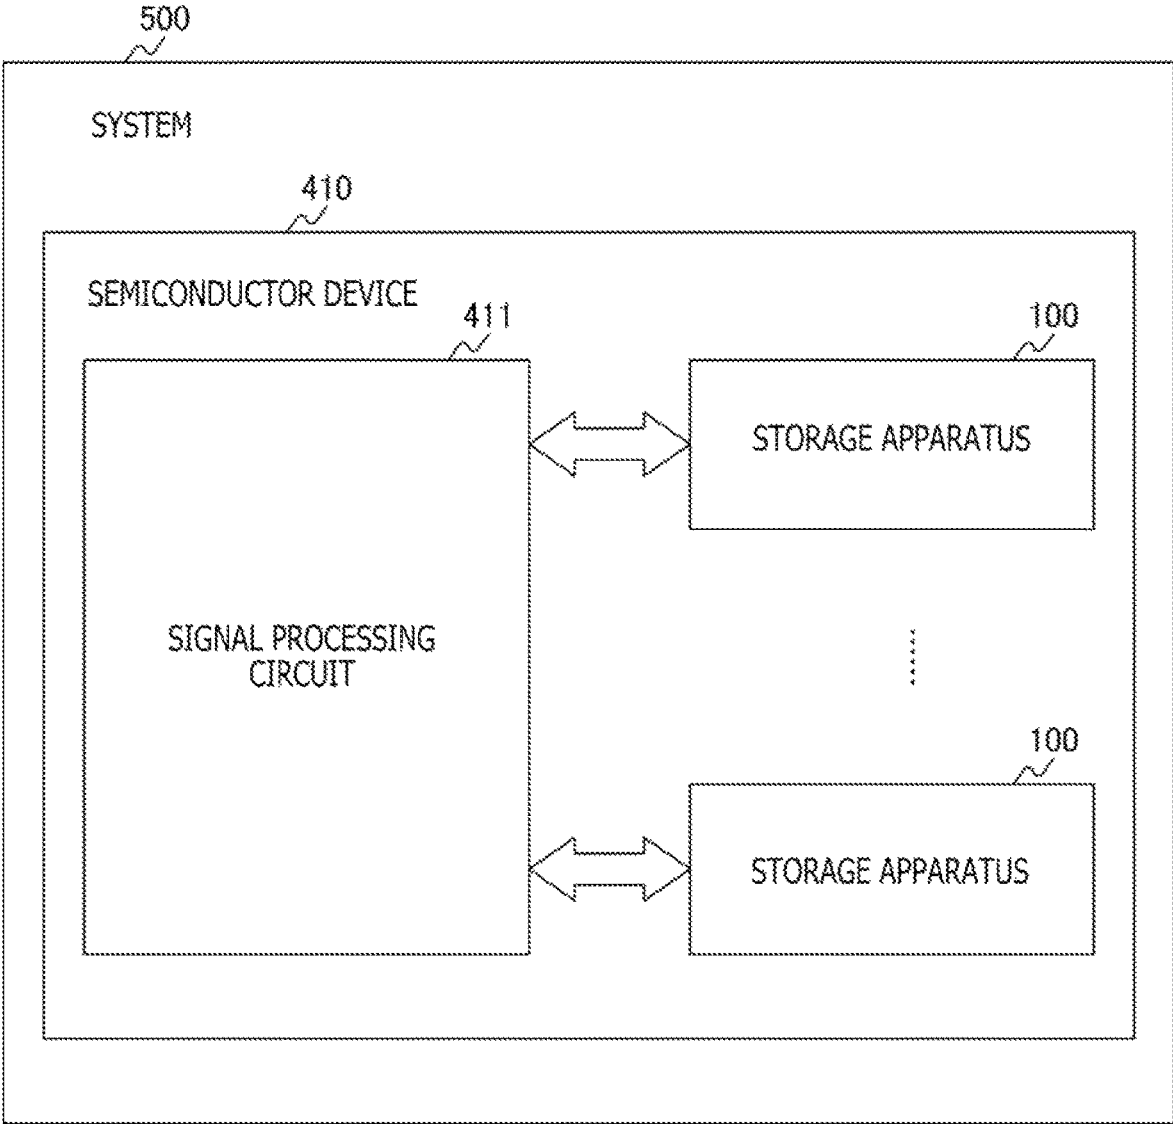 500
SYSTEM
410
SEMICONDUCTOR DEVICE
411
100
STORAGE APPARATUS
SIGNAL PROCESSING
CIRCUIT
100
STORAGE APPARATUS